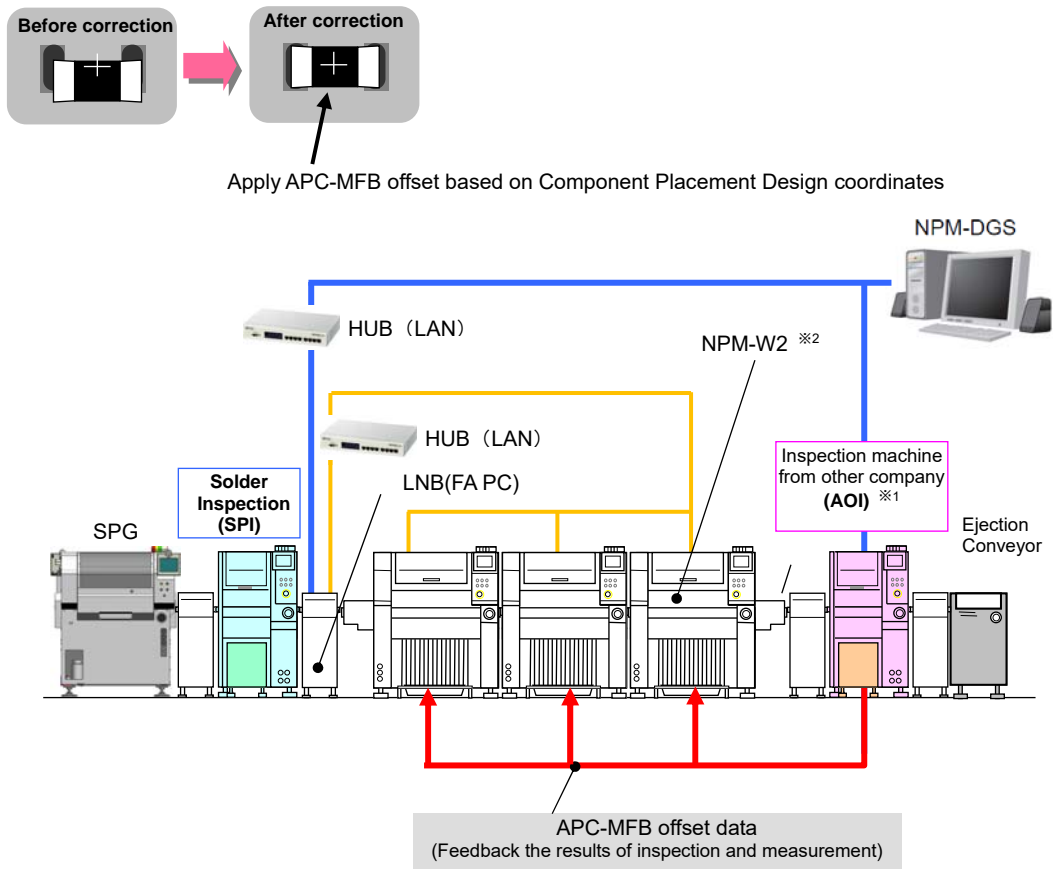 Before correction
After correction
Apply APC-MFB offset based on Component Placement Design coordinates
NPM-DGS
HUB（LAN）
NPM-W2 ※2
HUB（LAN）
LNB(FA PC)
Solder
Inspection
(SPI)
Inspection machine
from other company
(AOI) ※1
SPG
Ejection
Conveyor
APC-MFB offset data
(Feedback the results of inspection and measurement)